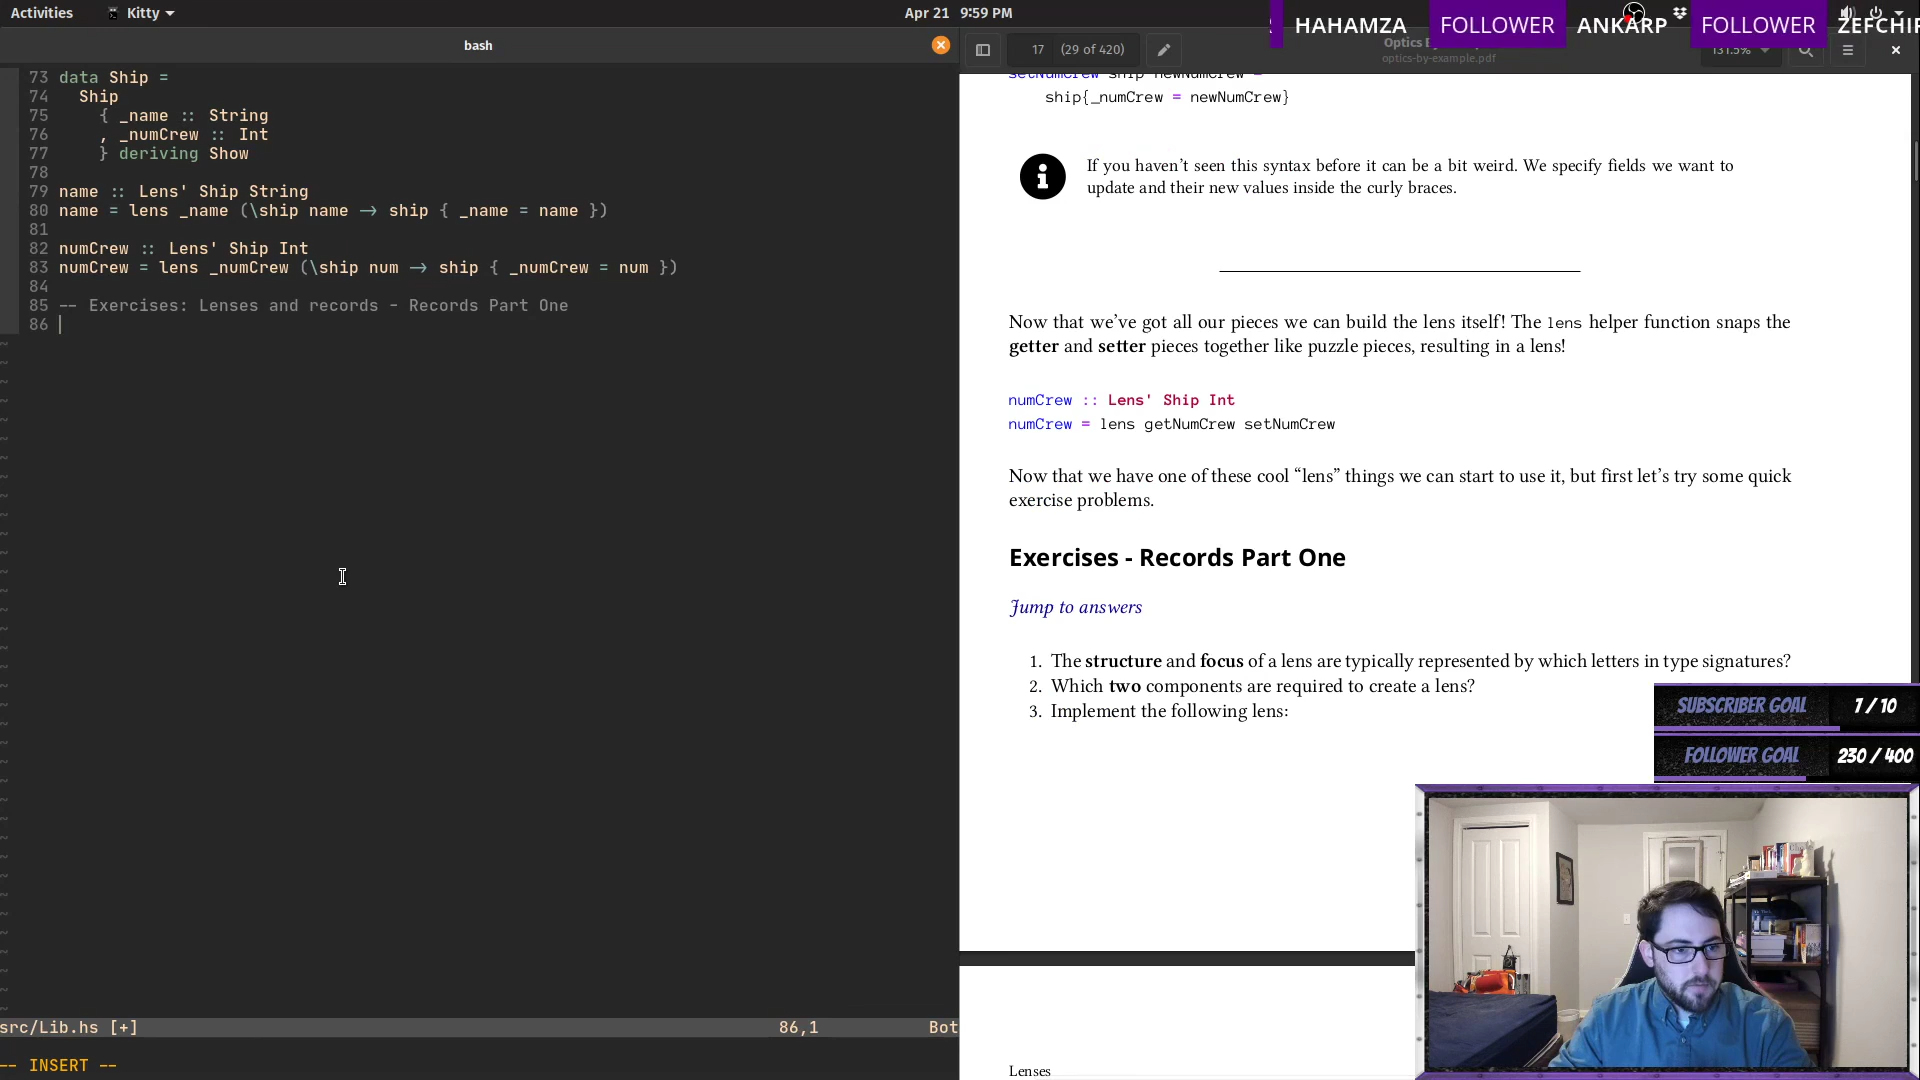 Activities
Kitty
Apr 21 9:59 PM
HAHAMZA FOLLOWER ANKARP FOLLOWER
bash
73 data Ship =
74 Ship
75 { _name :: String
76 , _numCrew :: Int
77 } deriving Show
78
79 name :: Lens' Ship String
80 name = lens _name (\ship name → ship { _name = name })
81
82 numCrew :: Lens' Ship Int
83 numCrew = lens _numCrew (\ship num → ship { _numCrew = num })
84
85 -- Exercises: Lenses and records - Records Part One
86
src/Lib.hs [+] 86,1 Bot
-- INSERT --
17 (29 of 420)
optics-by-example.pdf
131.5%
setNumCrew ship newNumCrew =
ship{_numCrew = newNumCrew}
If you haven't seen this syntax before it can be a bit weird. We specify fields we want to
update and their new values inside the curly braces.
Now that we've got all our pieces we can build the lens itself! The lens helper function snaps the
getter and setter pieces together like puzzle pieces, resulting in a lens!
numCrew :: Lens' Ship Int
numCrew = lens getNumCrew setNumCrew
Now that we have one of these cool “lens” things we can start to use it, but first let's try some quick
exercise problems.
Exercises - Records Part One
Jump to answers
1. The structure and focus of a lens are typically represented by which letters in type signatures?
2. Which two components are required to create a lens?
3. Implement the following lens:
SUBSCRIBER GOAL 7 / 10
FOLLOWER GOAL 230 / 400
Lenses